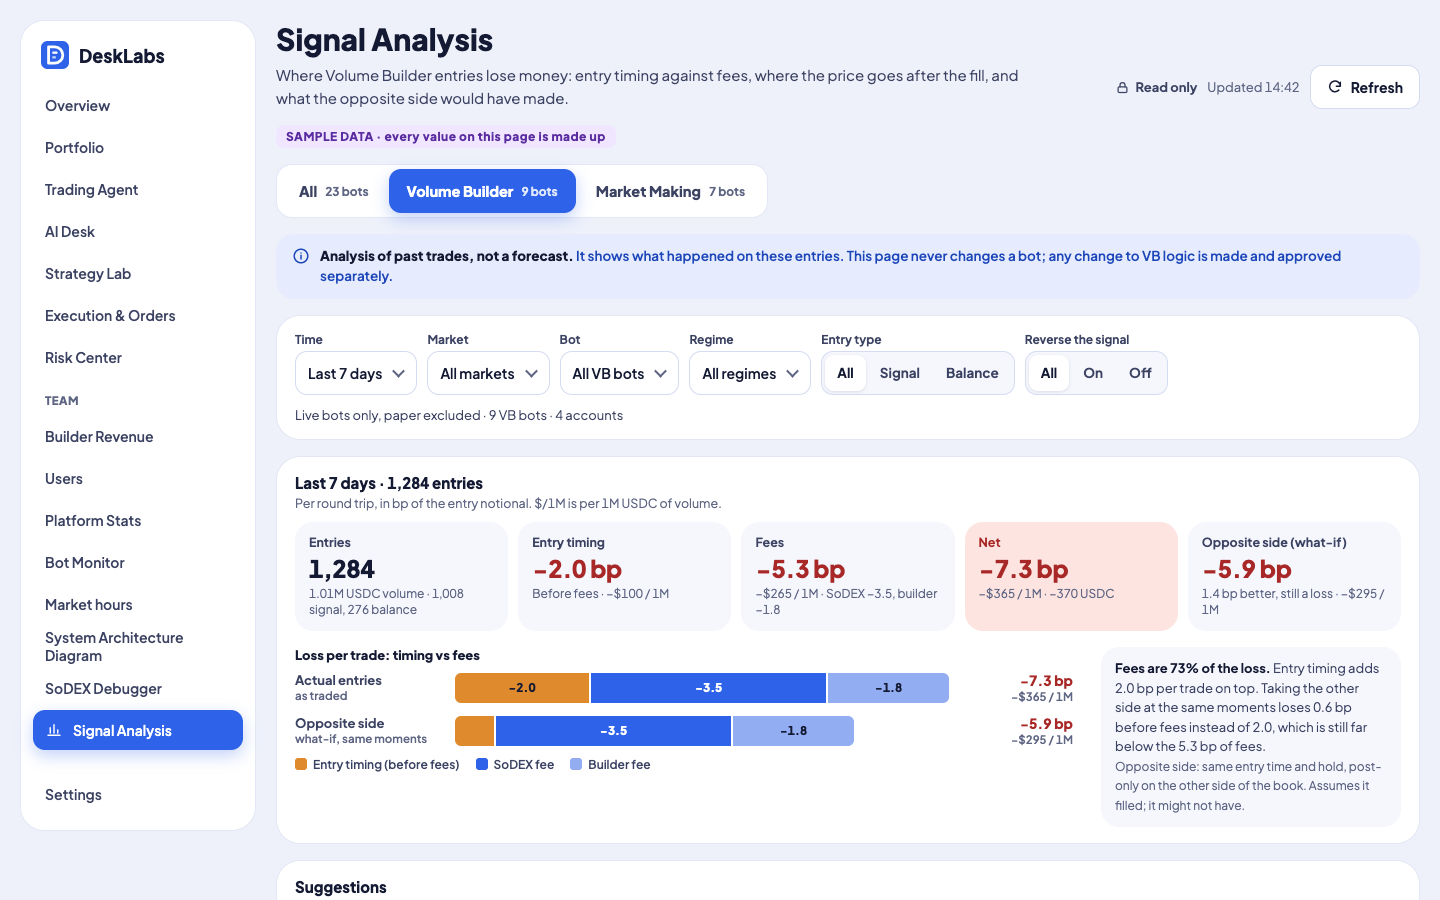 DeskLabs
Overview
Portfolio
Trading Agent
AI Desk
Strategy Lab
Execution & Orders
Risk Center
TEAM
Builder Revenue
Users
Platform Stats
Bot Monitor
Market hours
System Architecture
Diagram
SoDEX Debugger
Signal Analysis
Settings
Signal Analysis
Where Volume Builder entries lose money: entry timing against fees, where the price goes after the fill, and
what the opposite side would have made.
Read only Updated 14:42 Refresh
SAMPLE DATA · every value on this page is made up
All 23 bots Volume Builder 9 bots Market Making 7 bots
Analysis of past trades, not a forecast. It shows what happened on these entries. This page never changes a bot; any change to VB logic is made and approved
separately.
Time Market Bot Regime Entry type Reverse the signal
Last 7 days All markets All VB bots All regimes All Signal Balance All On Off
Live bots only, paper excluded · 9 VB bots · 4 accounts
Last 7 days · 1,284 entries
Per round trip, in bp of the entry notional. $/1M is per 1M USDC of volume.
Entries
1,284
1.01M USDC volume · 1,008
signal, 276 balance
Entry timing
−2.0 bp
Before fees · −$100 / 1M
Fees
−5.3 bp
−$265 / 1M · SoDEX −3.5, builder
−1.8
Net
−7.3 bp
−$365 / 1M · −370 USDC
Opposite side (what-if)
−5.9 bp
1.4 bp better, still a loss · −$295 /
1M
Loss per trade: timing vs fees
Actual entries
as traded
−2.0 −3.5 −1.8
−7.3 bp
−$365 / 1M
Opposite side
what-if, same moments
−3.5 −1.8
−5.9 bp
−$295 / 1M
Entry timing (before fees) SoDEX fee Builder fee
Fees are 73% of the loss. Entry timing adds
2.0 bp per trade on top. Taking the other
side at the same moments loses 0.6 bp
before fees instead of 2.0, which is still far
below the 5.3 bp of fees.
Opposite side: same entry time and hold, post-
only on the other side of the book. Assumes it
filled; it might not have.
Suggestions